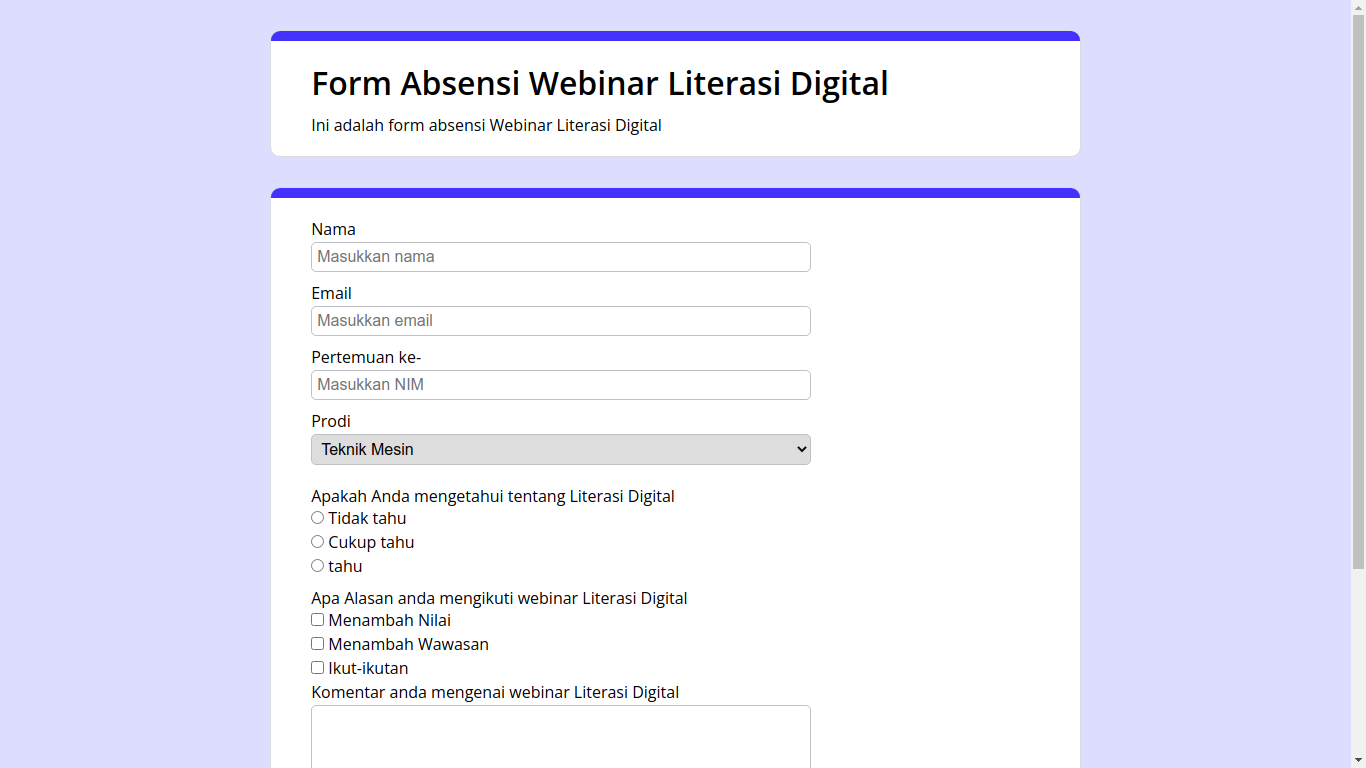 Form Absensi Webinar Literasi Digital
Ini adalah form absensi Webinar Literasi Digital
Nama
Masukkan nama
Email
Masukkan email
Pertemuan ke-
Masukkan NIM
Prodi
Teknik Mesin
Apakah Anda mengetahui tentang Literasi Digital
Tidak tahu
Cukup tahu
tahu
Apa Alasan anda mengikuti webinar Literasi Digital
Menambah Nilai
Menambah Wawasan
Ikut-ikutan
Komentar anda mengenai webinar Literasi Digital